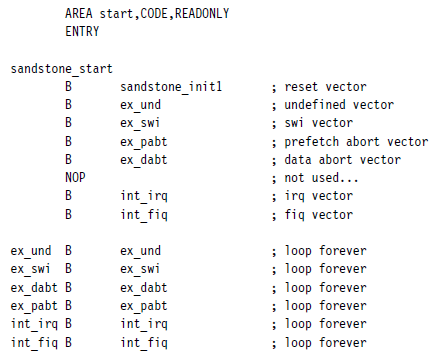 AREA start,CODE,READONLY
ENTRY
sandstone_start
B sandstone_init1 ; reset vector
B ex_und ; undefined vector
B ex_swi ; swi vector
B ex_pabt ; prefetch abort vector
B ex_dabt ; data abort vector
NOP ; not used...
B int_irq ; irq vector
B int_fiq ; fiq vector
ex_und B ex_und ; loop forever
ex_swi B ex_swi ; loop forever
ex_dabt B ex_dabt ; loop forever
ex_pabt B ex_pabt ; loop forever
int_irq B int_irq ; loop forever
int_fiq B int_fiq ; loop forever